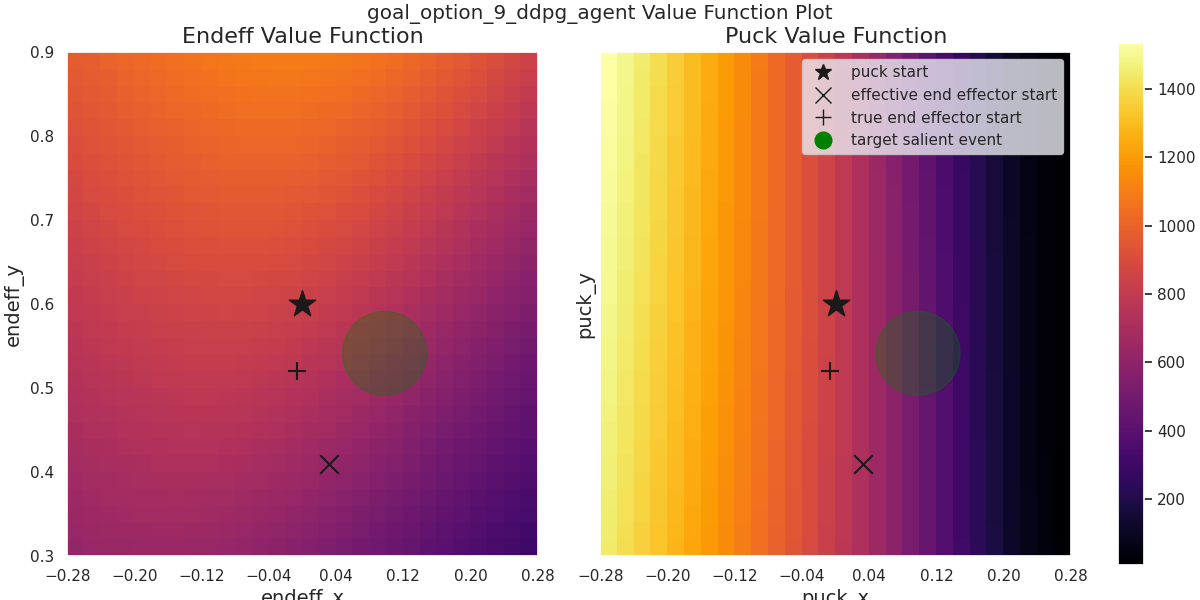 goal_option_9_ddpg_agent Value Function Plot
Endeff Value Function
Puck Value Function
0.9
0.8
0.7
0.6
0.5
0.4
0.3
endeff_y
−0.28 −0.20 −0.12 −0.04 0.04 0.12 0.20 0.28
endeff_x
puck_y
puck start
effective end effector start
true end effector start
target salient event
−0.28 −0.20 −0.12 −0.04 0.04 0.12 0.20 0.28
puck_x
1400
1200
1000
800
600
400
200